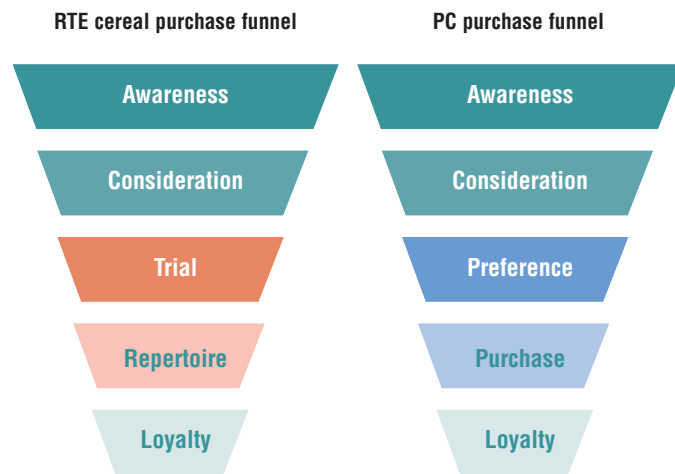 RTE cereal purchase funnel
Awareness
Consideration
Trial
Repertoire
Loyalty
PC purchase funnel
Awareness
Consideration
Preference
Purchase
Loyalty